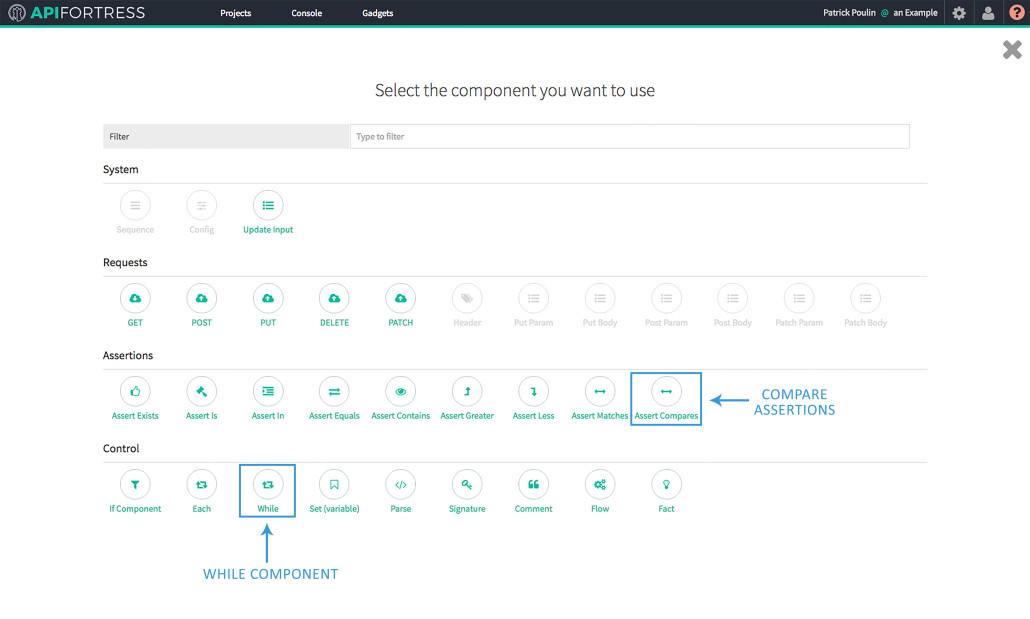 APIFORTRESS Projects Console Gadgets Patrick Poulin @ an Example ?
Select the component you want to use
Filter Type to filter
System
Sequence Config Update Input
Requests
GET POST PUT DELETE PATCH Header Put Param Put Body Post Param Post Body Patch Param Patch Body
Assertions
Assert Exists Assert Is Assert In Assert Equals Assert Contains Assert Greater Assert Less Assert Matches Assert Compares
COMPARE
ASSERTIONS
Control
If Component Each While Set (variable) Parse Signature Comment Flow Fact
WHILE COMPONENT